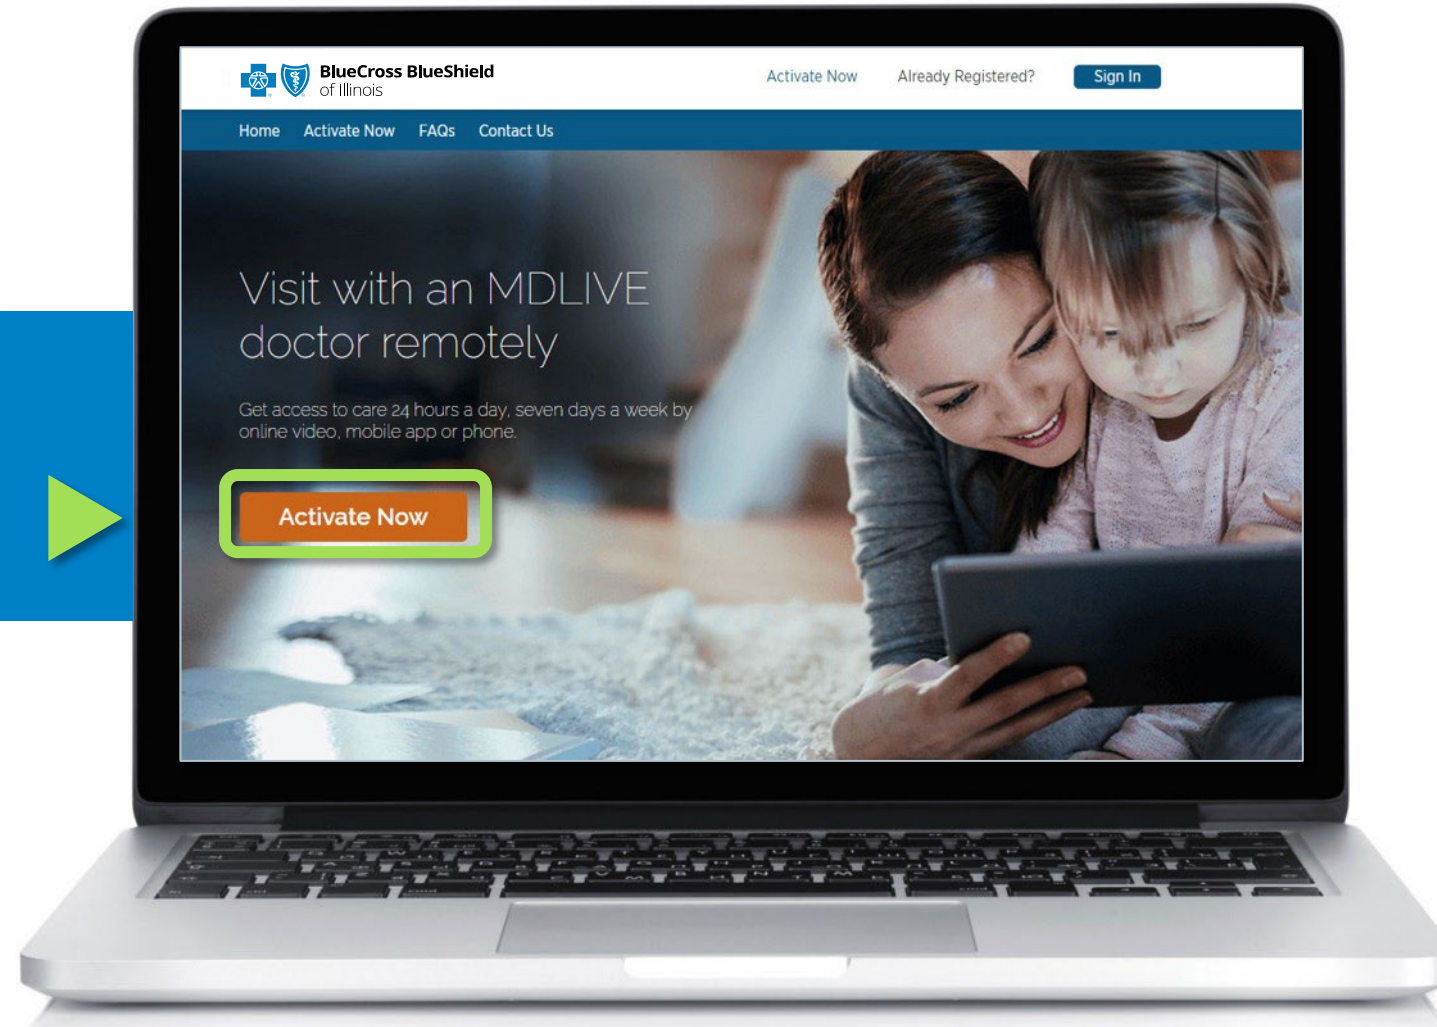 BlueCross BlueShield
of Illinois
Activate Now Already Registered? Sign In
Home Activate Now FAQs Contact Us
Visit with an MDLIVE
doctor remotely
Get access to care 24 hours a day, seven days a week by
online video, mobile app or phone.
Activate Now